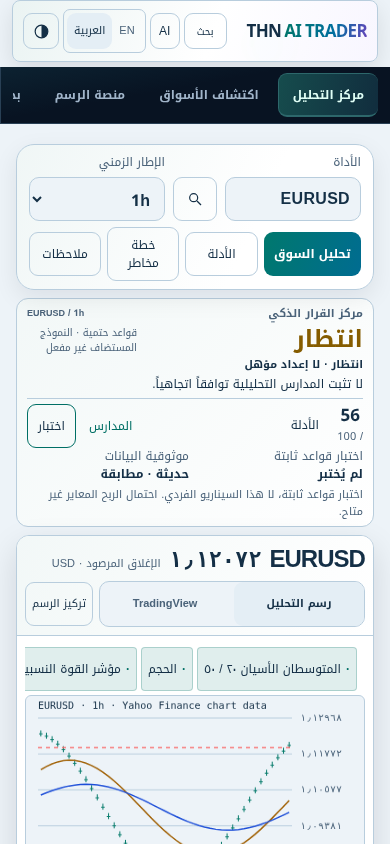 THN AI TRADER
بحث
AI
EN
العربية
مركز التحليل
اكتشاف الأسواق
منصة الرسم
الأداة
الإطار الزمني
EURUSD
1h
تحليل السوق
الأدلة
خطة مخاطر
ملاحظات
مركز القرار الذكي
EURUSD / 1h
انتظار
قواعد حتمية · النموذج المستضاف غير مفعل
انتظار · لا إعداد مؤهل
لا تثبت المدارس التحليلية توافقاً اتجاهياً.
56
/ 100
الأدلة
المدارس
اختبار
اختبار قواعد ثابتة
لم يُختبر
موثوقية البيانات
حديثة · مطابقة
اختبار قواعد ثابتة، لا هذا السيناريو الفردي. احتمال الربح المعاير غير متاح.
EURUSD
١٫١٢٠٧٢
الإغلاق المرصود · USD
رسم التحليل
TradingView
تركيز الرسم
· المتوسطان الأسيان ٢٠ / ٥٠
· الحجم
· مؤشر القوة النسبية
EURUSD · 1h · Yahoo Finance chart data
١٫١٢٩٦٨
١٫١١٧٧٢
١٫١٠٥٧٧
١٫٠٩٣٨١